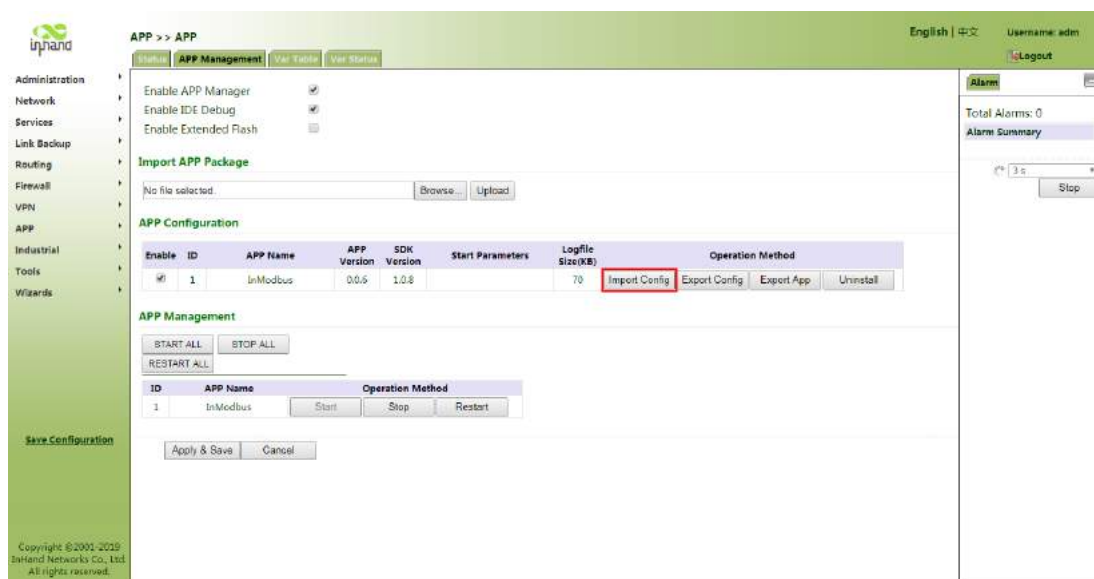 inhand
APP >> APP
English | 中文
Username: adm
Logout
Status
APP Management
Var Table
Var Status
Administration
Network
Services
Link Backup
Routing
Firewall
VPN
APP
Industrial
Tools
Wizards
Save Configuration
Copyright ©2001-2019
InHand Networks Co., Ltd.
All rights reserved.
Enable APP Manager
Enable IDE Debug
Enable Extended Flash
Import APP Package
No file selected.
Browse...
Upload
APP Configuration
Enable ID APP Name APP Version SDK Version Start Parameters Logfile Size(KB) Operation Method
1 InModbus 0.0.6 1.0.8 70 Import Config Export Config Export App Uninstall
APP Management
START ALL STOP ALL
RESTART ALL
ID APP Name Operation Method
1 InModbus Start Stop Restart
Apply & Save Cancel
Alarm
Total Alarms: 0
Alarm Summary
3 s
Stop